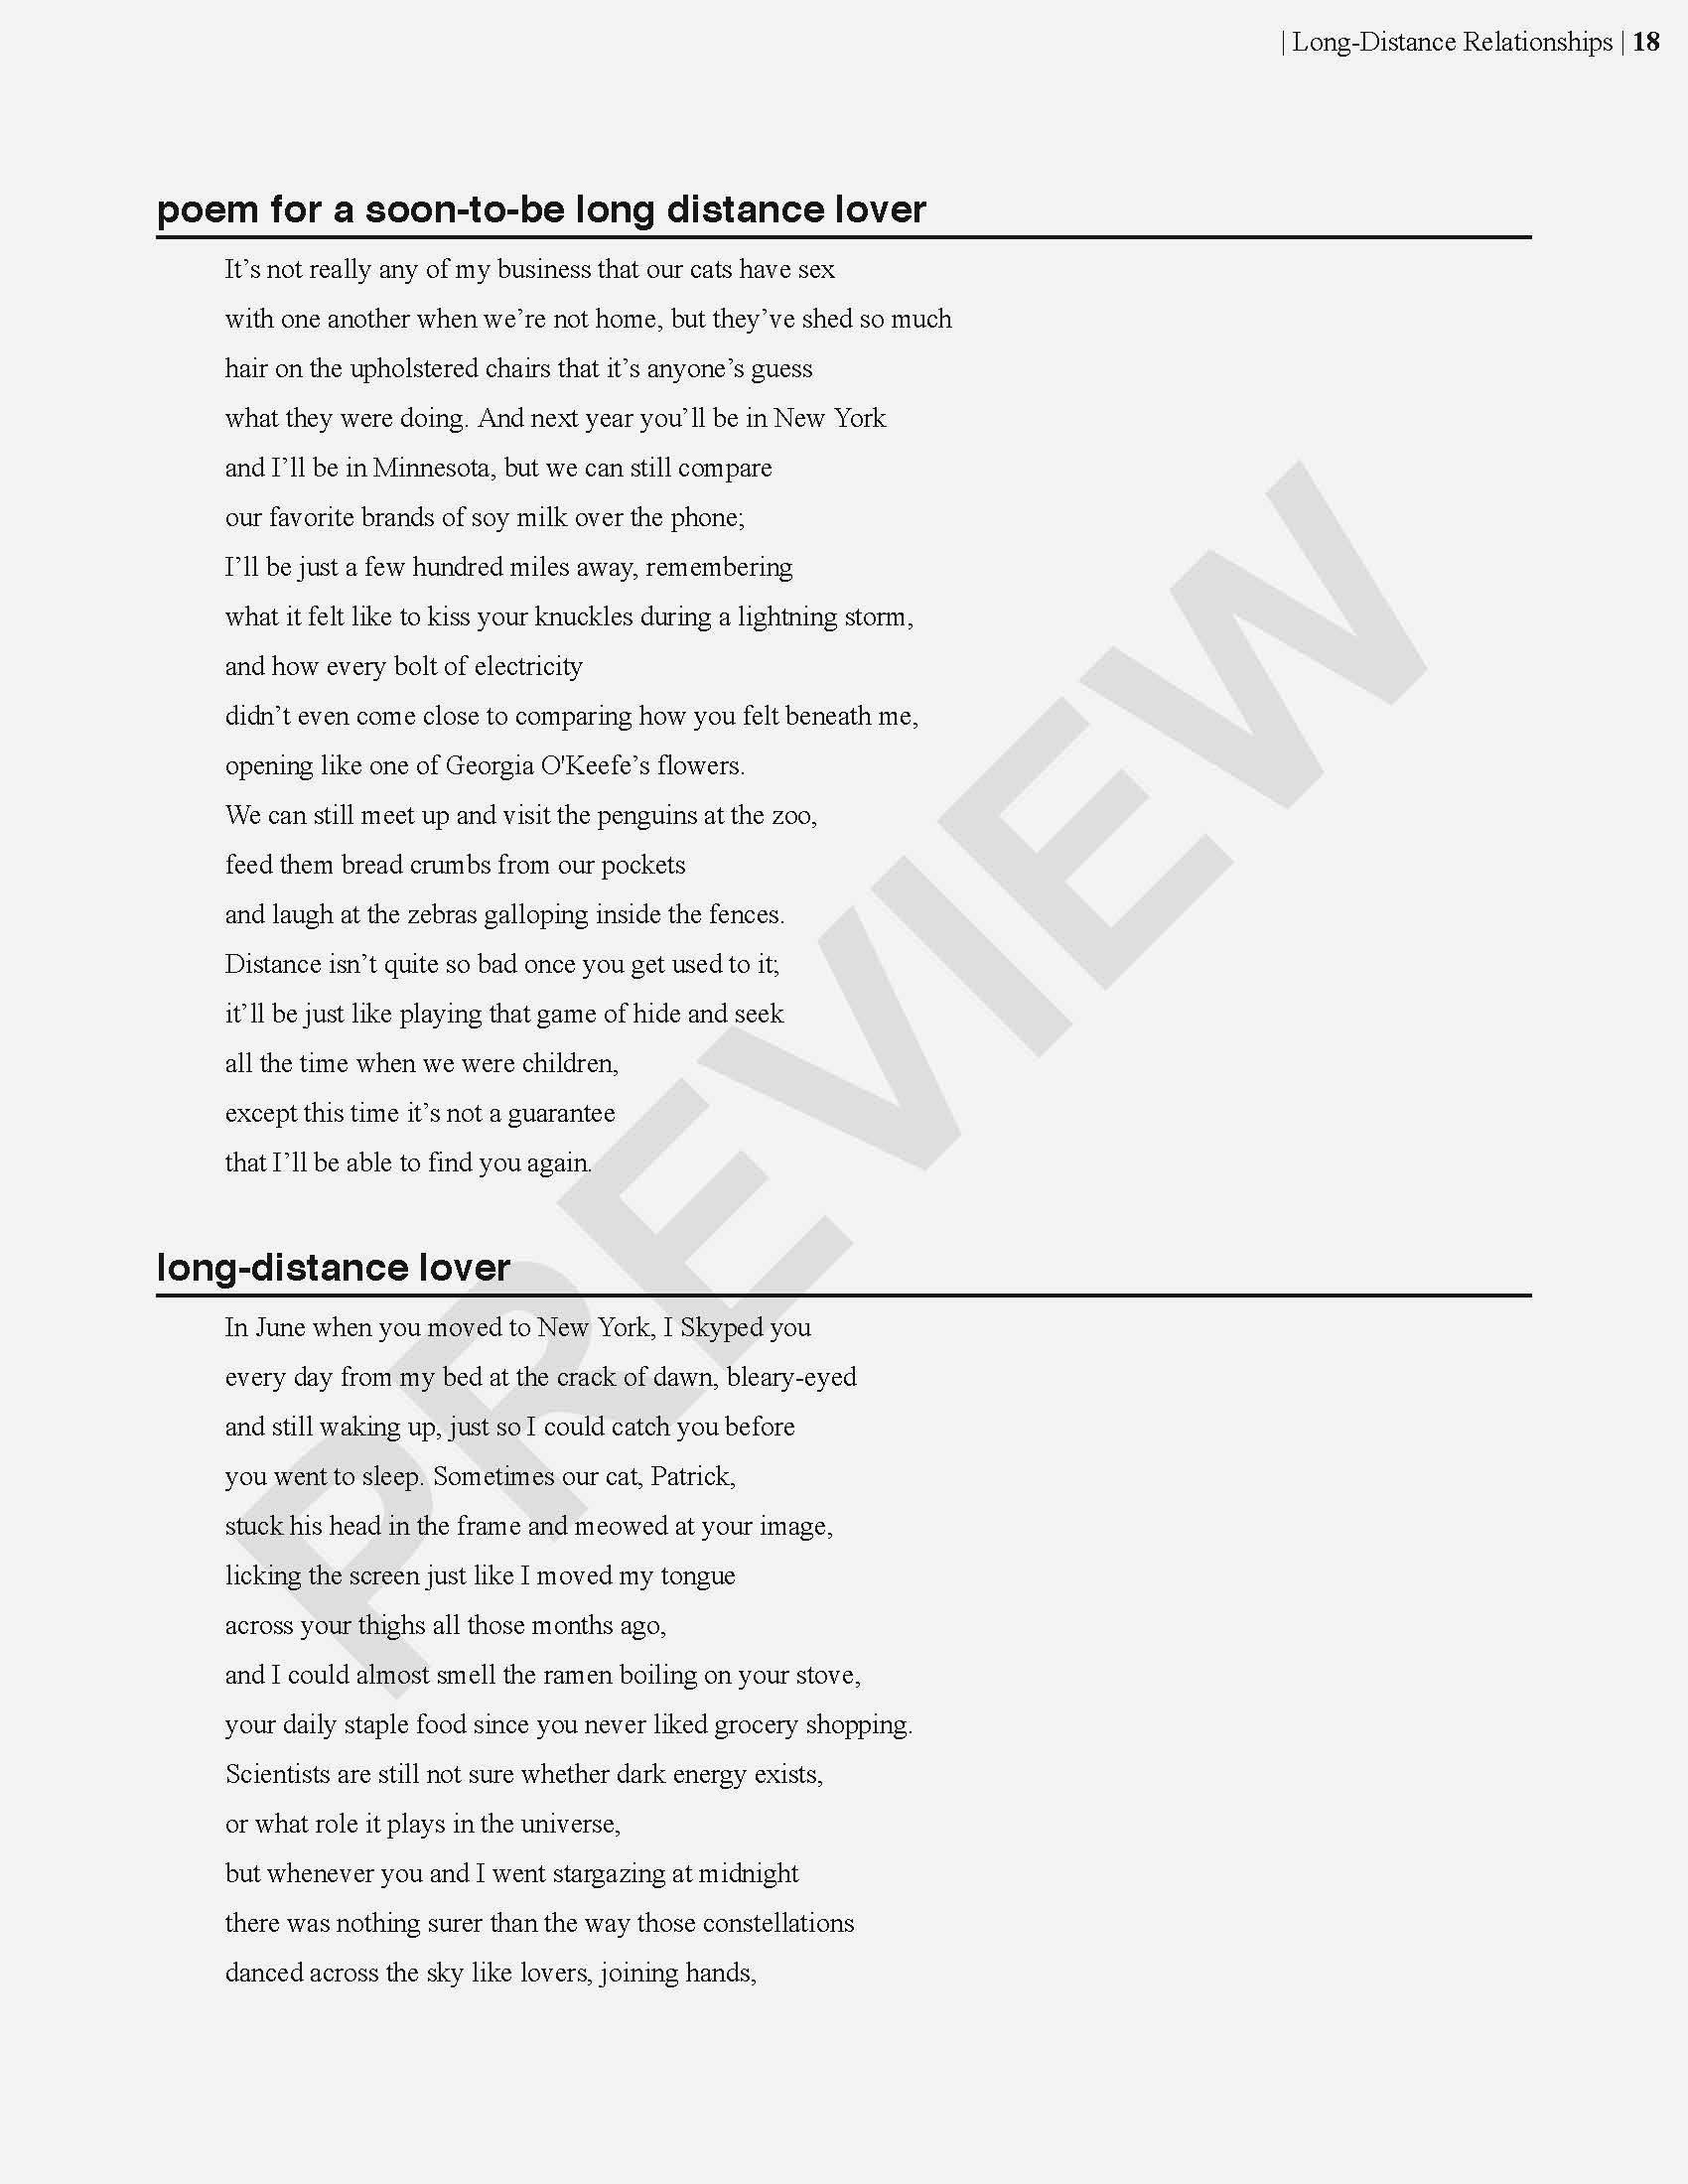 | Long-Distance Relationships | 18
poem for a soon-to-be long distance lover
It’s not really any of my business that our cats have sex
with one another when we’re not home, but they’ve shed so much
hair on the upholstered chairs that it’s anyone’s guess
what they were doing. And next year you’ll be in New York
and I’ll be in Minnesota, but we can still compare
our favorite brands of soy milk over the phone;
I’ll be just a few hundred miles away, remembering
what it felt like to kiss your knuckles during a lightning storm,
and how every bolt of electricity
didn’t even come close to comparing how you felt beneath me,
opening like one of Georgia O'Keefe’s flowers.
We can still meet up and visit the penguins at the zoo,
feed them bread crumbs from our pockets
and laugh at the zebras galloping inside the fences.
Distance isn’t quite so bad once you get used to it;
it’ll be just like playing that game of hide and seek
all the time when we were children,
except this time it’s not a guarantee
that I’ll be able to find you again.
long-distance lover
In June when you moved to New York, I Skyped you
every day from my bed at the crack of dawn, bleary-eyed
and still waking up, just so I could catch you before
you went to sleep. Sometimes our cat, Patrick,
stuck his head in the frame and meowed at your image,
licking the screen just like I moved my tongue
across your thighs all those months ago,
and I could almost smell the ramen boiling on your stove,
your daily staple food since you never liked grocery shopping.
Scientists are still not sure whether dark energy exists,
or what role it plays in the universe,
but whenever you and I went stargazing at midnight
there was nothing surer than the way those constellations
danced across the sky like lovers, joining hands,
PREVIEW